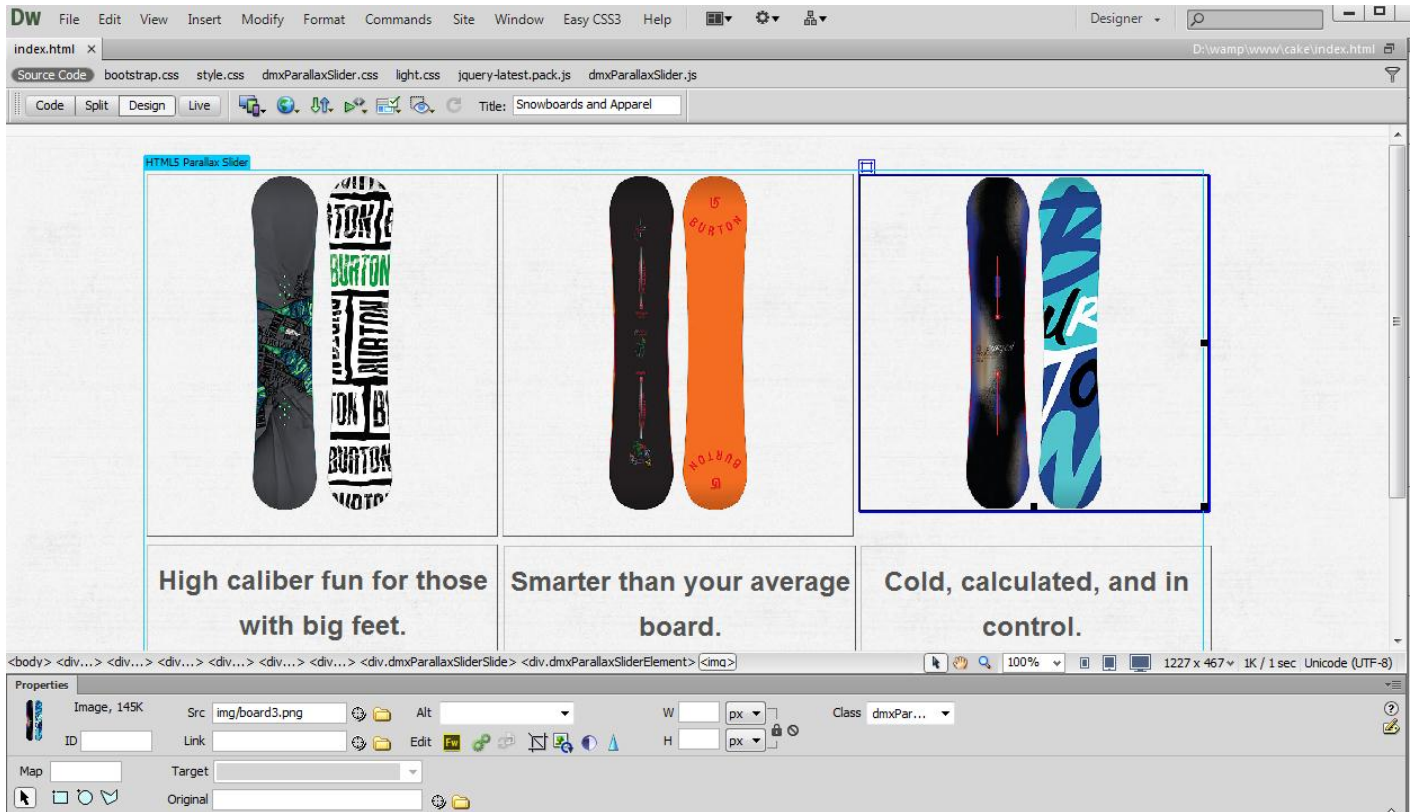 DW File Edit View Insert Modify Format Commands Site Window Easy CSS3 Help Designer
index.html × D:\wamp\www\cake\index.html
Source Code bootstrap.css style.css dmxParallaxSlider.css light.css jquery-latest.pack.js dmxParallaxSlider.js
Code Split Design Live Title: Snowboards and Apparel
HTML5 Parallax Slider
BURTON
BURTON
BURTON
BURTON
High caliber fun for those
with big feet.
Smarter than your average
board.
Cold, calculated, and in
control.
<body> <div...> <div...> <div...> <div...> <div...> <div...> <div.dmxParallaxSliderSlide> <div.dmxParallaxSliderElement> <img> 100% 1227 x 467 1K / 1 sec Unicode (UTF-8)
Properties
Image, 145K Src img/board3.png Alt W px Class dmxPar...
ID Link Edit Fw H px
Map Target
Original